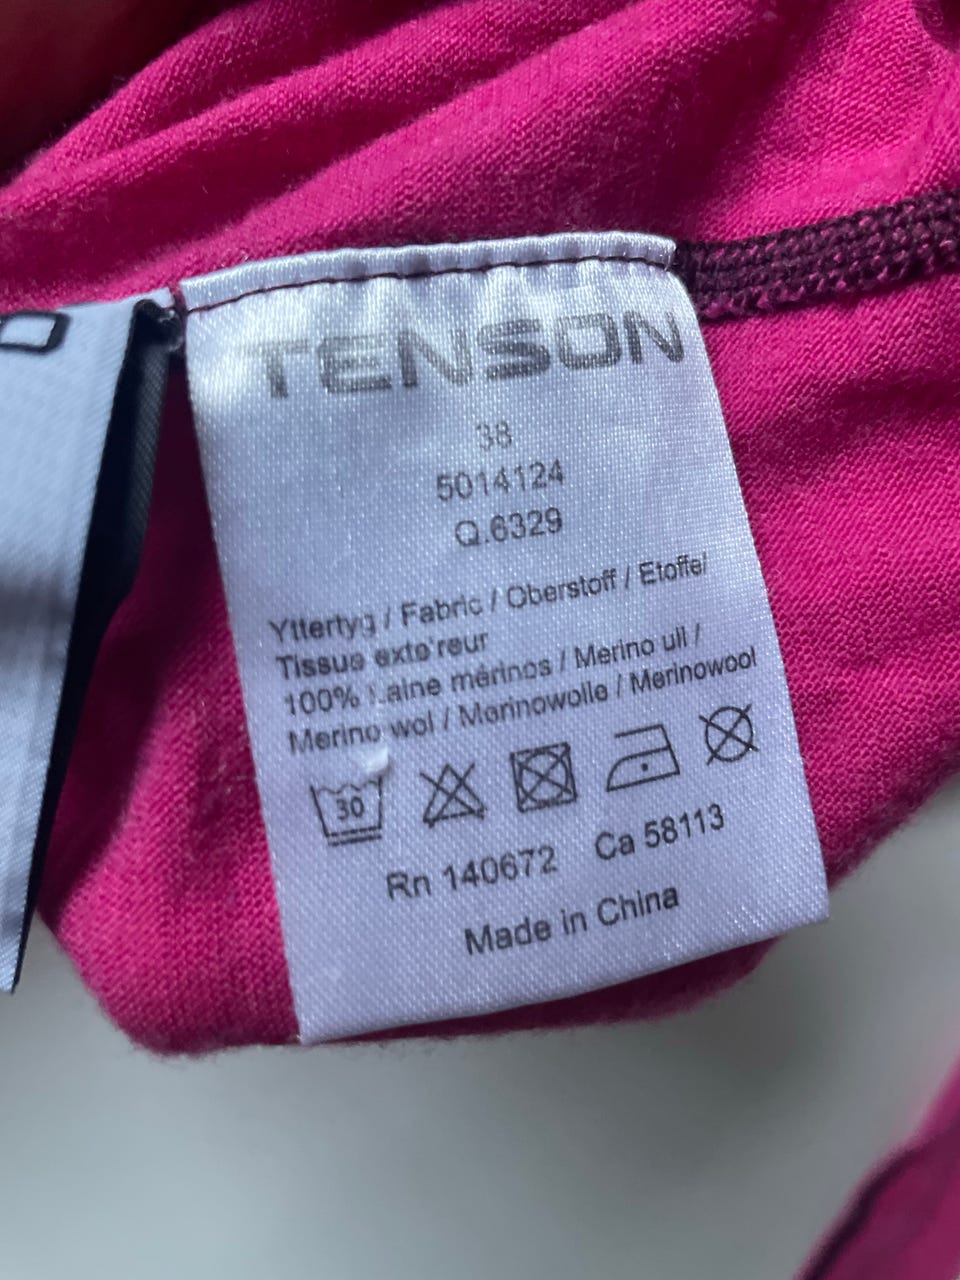 TENSON
38
5014124
Q.6329
Yttertyg / Fabric / Oberstoff / Etoffe/
Tissue exte'reur
100% Laine mérinos / Merino ull /
Merino wol / Merinowolle / Merinowool
30
Rn 140672 Ca 58113
Made in China